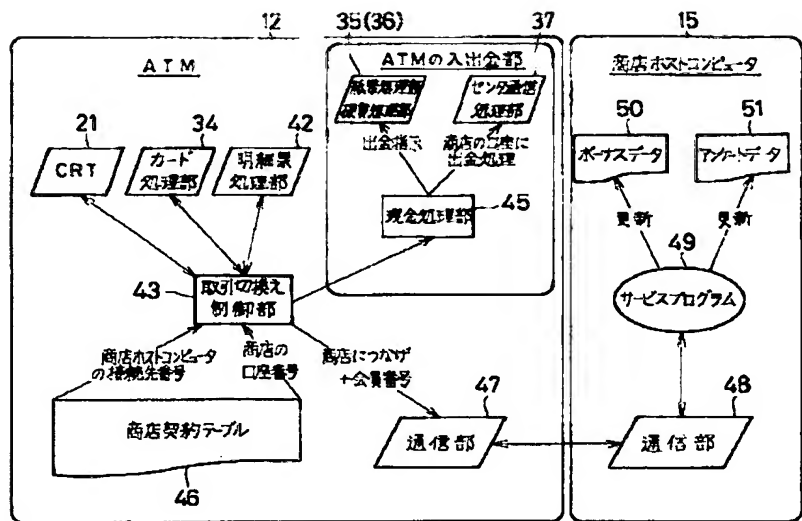 12
35(36)
37
15
ATM
ATMの入出金部
商店ホストコンピュータ
紙幣処理部
硬貨処理部
センタ通信
処理部
50
51
21
34
42
CRT
カード
処理部
明細票
処理部
出金指示
商店の口座に
出金処理
ボーナスデータ
アンケートデータ
現金処理部
45
更新
更新
49
サービスプログラム
43
取引切換え
制御部
商店ホストコンピュータ
の接続先番号
商店の
口座番号
商店につなげ
+会員番号
47
48
商店契約テーブル
通信部
通信部
46